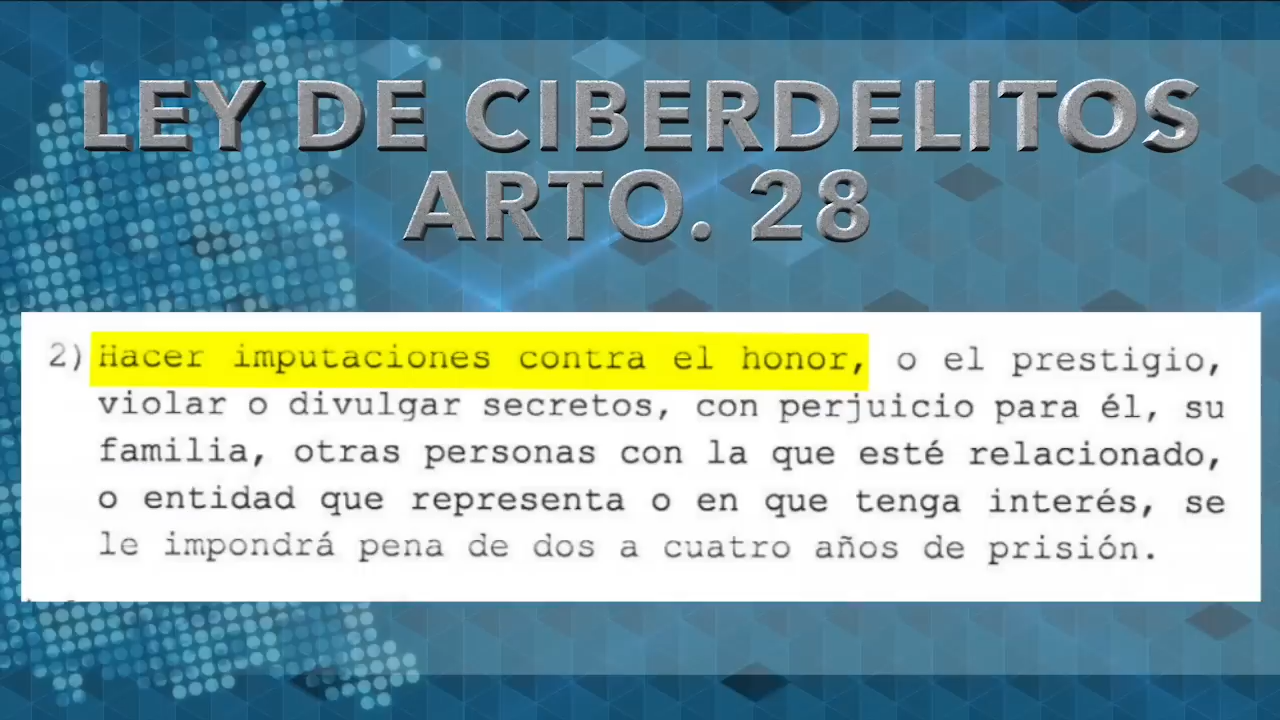 LEY DE CIBERDELITOS
ARTO. 28
2) Hacer imputaciones contra el honor, o el prestigio,
violar o divulgar secretos, con perjuicio para él, su
familia, otras personas con la que esté relacionado,
o entidad que representa o en que tenga interés, se
le impondrá pena de dos a cuatro años de prisión.